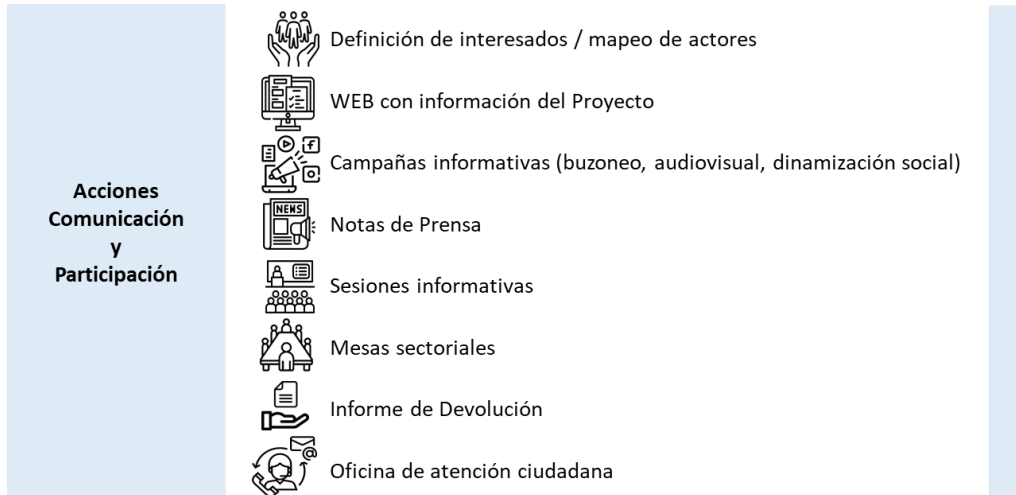 Acciones
Comunicación
y
Participación
Definición de interesados / mapeo de actores
WEB con información del Proyecto
Campañas informativas (buzoneo, audiovisual, dinamización social)
NEWS
Notas de Prensa
Sesiones informativas
Mesas sectoriales
Informe de Devolución
Oficina de atención ciudadana